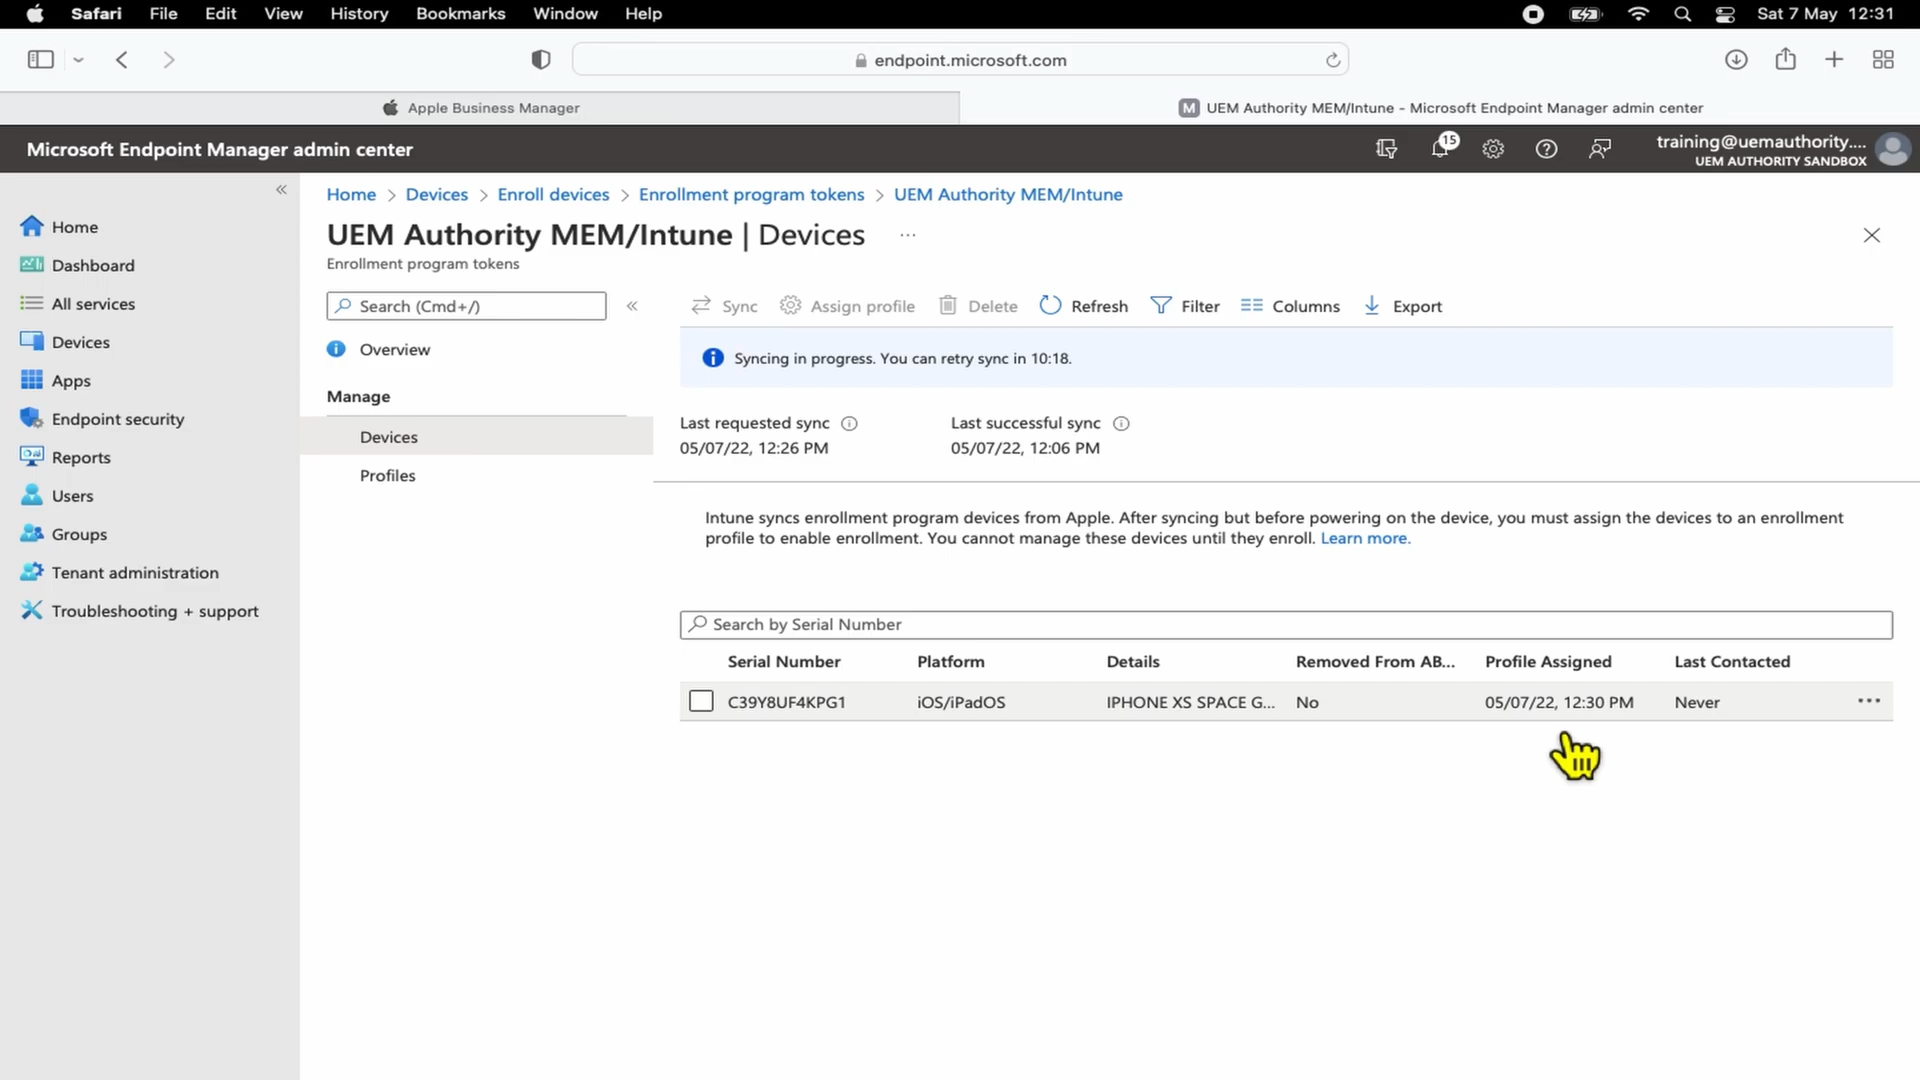 Safari File Edit View History Bookmarks Window Help Sat 7 May 12:31
endpoint.microsoft.com
Apple Business Manager
M UEM Authority MEM/Intune - Microsoft Endpoint Manager admin center
Microsoft Endpoint Manager admin center
15
training@uemauthority....
UEM AUTHORITY SANDBOX
Home
Dashboard
All services
Devices
Apps
Endpoint security
Reports
Users
Groups
Tenant administration
Troubleshooting + support
Home > Devices > Enroll devices > Enrollment program tokens > UEM Authority MEM/Intune
UEM Authority MEM/Intune | Devices ...
Enrollment program tokens
Search (Cmd+/)
Overview
Manage
Devices
Profiles
Sync Assign profile Delete Refresh Filter Columns Export
Syncing in progress. You can retry sync in 10:18.
Last requested sync
05/07/22, 12:26 PM
Last successful sync
05/07/22, 12:06 PM
Intune syncs enrollment program devices from Apple. After syncing but before powering on the device, you must assign the devices to an enrollment
profile to enable enrollment. You cannot manage these devices until they enroll. Learn more.
Search by Serial Number
Serial Number Platform Details Removed From AB... Profile Assigned Last Contacted
C39Y8UF4KPG1 iOS/iPadOS IPHONE XS SPACE G... No 05/07/22, 12:30 PM Never ...